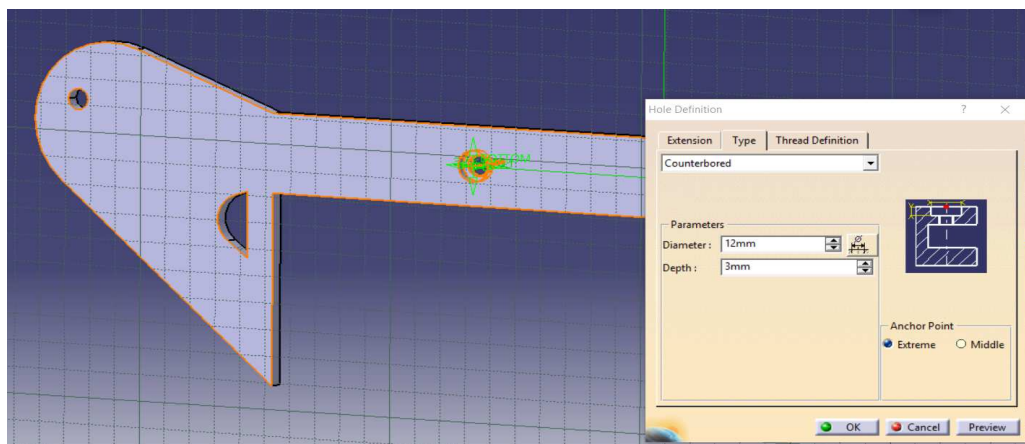 BOTTOM
Hole Definition
Extension Type Thread Definition
Counterbored
Parameters
Diameter : 12mm
Depth : 3mm
Anchor Point
Extreme Middle
OK Cancel Preview